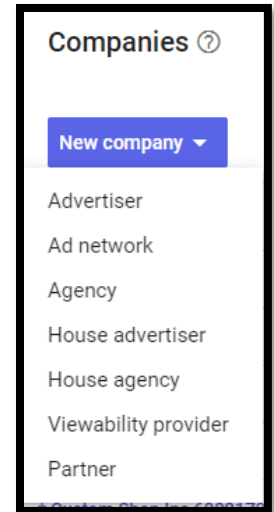 Companies ?
New company
Advertiser
Ad network
Agency
House advertiser
House agency
Viewability provider
Partner